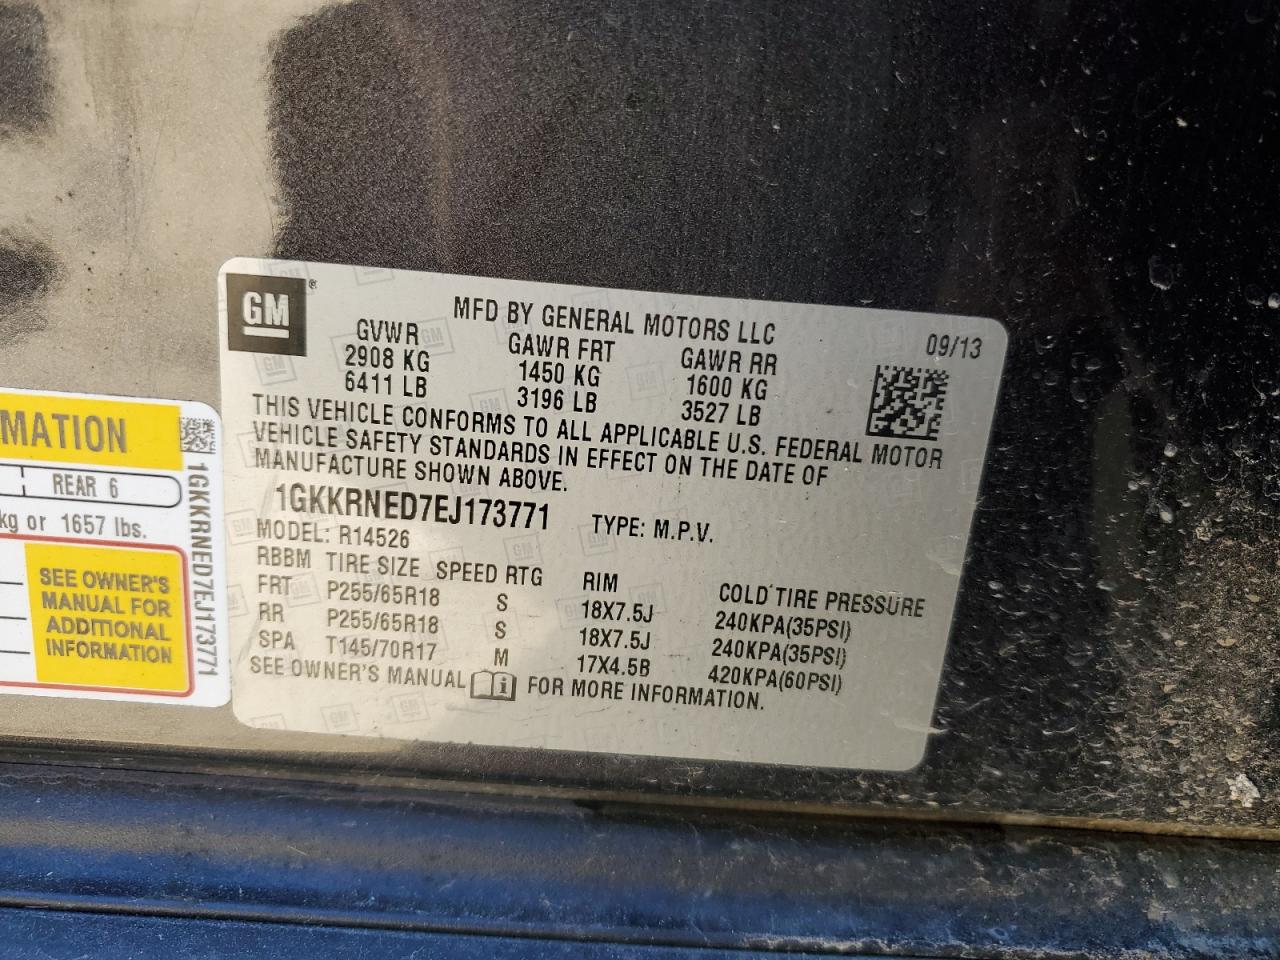 GM ®
MFD BY GENERAL MOTORS LLC
09/13
GVWR GAWR FRT GAWR RR
2908 KG 1450 KG 1600 KG
6411 LB 3196 LB 3527 LB
THIS VEHICLE CONFORMS TO ALL APPLICABLE U.S. FEDERAL MOTOR
VEHICLE SAFETY STANDARDS IN EFFECT ON THE DATE OF
MANUFACTURE SHOWN ABOVE.
1GKKRNED7EJ173771 TYPE: M.P.V.
MODEL: R14526
RBBM TIRE SIZE SPEED RTG RIM COLD TIRE PRESSURE
FRT P255/65R18 S 18X7.5J 240KPA(35PSI)
RR P255/65R18 S 18X7.5J 240KPA(35PSI)
SPA T145/70R17 M 17X4.5B 420KPA(60PSI)
SEE OWNER'S MANUAL i FOR MORE INFORMATION.
MATION
REAR 6
kg or 1657 lbs.
SEE OWNER'S
MANUAL FOR
ADDITIONAL
INFORMATION
1GKKRNED7EJ173771